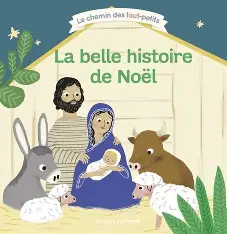 Le chemin des tout-petits
La belle histoire
de Noël